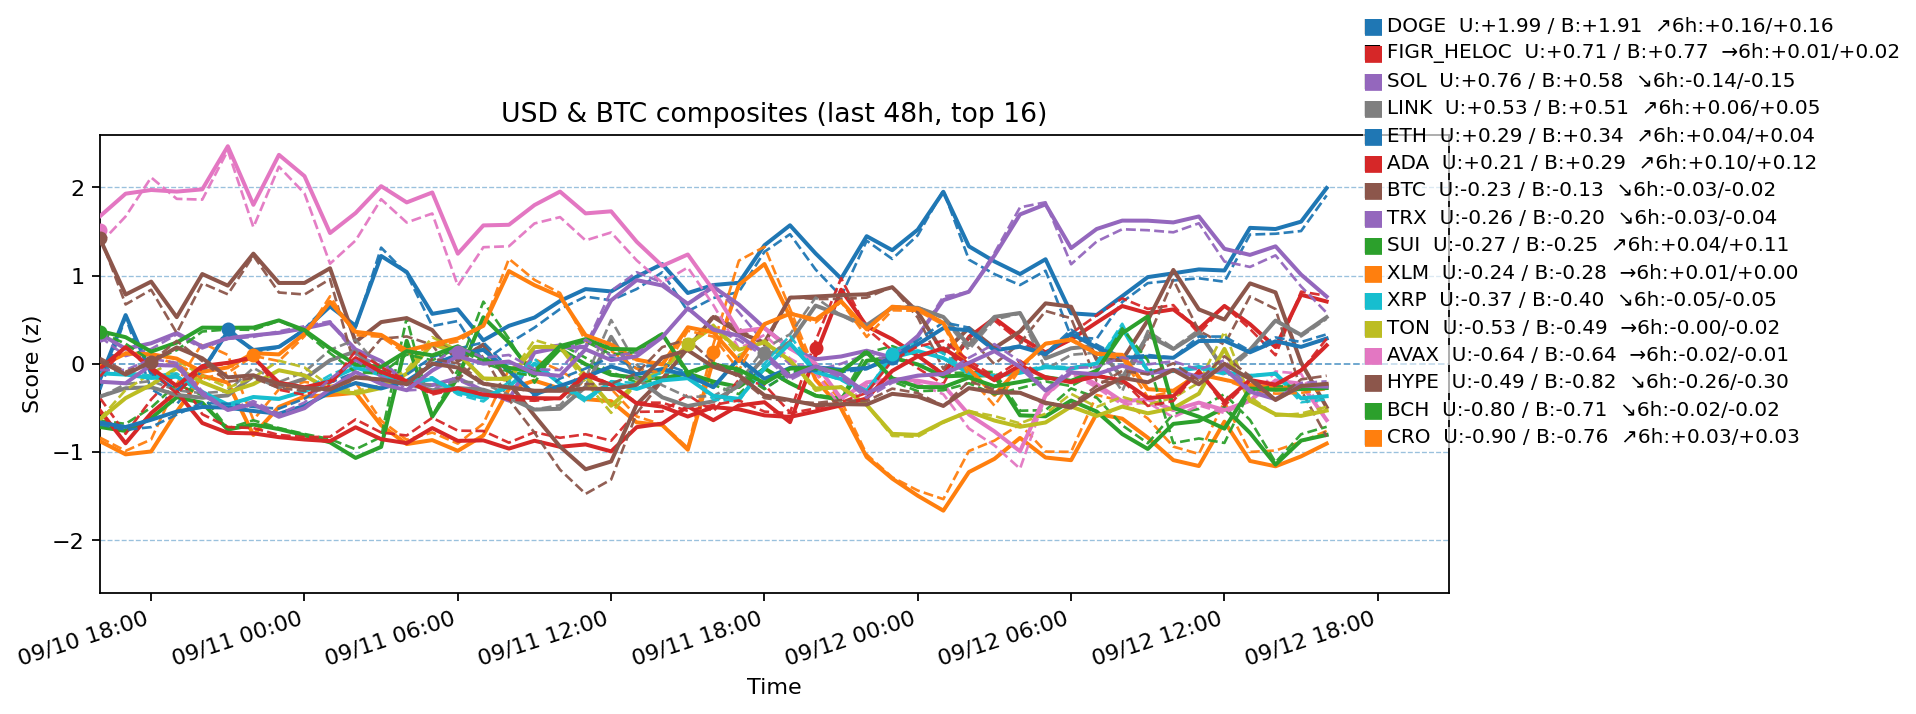 DOGE U:+1.99 / B:+1.91 ↗6h:+0.16/+0.16
FIGR_HELOC U:+0.71 / B:+0.77 →6h:+0.01/+0.02
SOL U:+0.76 / B:+0.58 ↘6h:-0.14/-0.15
LINK U:+0.53 / B:+0.51 ↗6h:+0.06/+0.05
ETH U:+0.29 / B:+0.34 ↗6h:+0.04/+0.04
ADA U:+0.21 / B:+0.29 ↗6h:+0.10/+0.12
BTC U:-0.23 / B:-0.13 ↘6h:-0.03/-0.02
TRX U:-0.26 / B:-0.20 ↘6h:-0.03/-0.04
SUI U:-0.27 / B:-0.25 ↗6h:+0.04/+0.11
XLM U:-0.24 / B:-0.28 →6h:+0.01/+0.00
XRP U:-0.37 / B:-0.40 ↘6h:-0.05/-0.05
TON U:-0.53 / B:-0.49 →6h:-0.00/-0.02
AVAX U:-0.64 / B:-0.64 →6h:-0.02/-0.01
HYPE U:-0.49 / B:-0.82 ↘6h:-0.26/-0.30
BCH U:-0.80 / B:-0.71 ↘6h:-0.02/-0.02
CRO U:-0.90 / B:-0.76 ↗6h:+0.03/+0.03
USD & BTC composites (last 48h, top 16)
Score (z)
2
1
0
−1
−2
09/10 18:00
09/11 00:00
09/11 06:00
09/11 12:00
09/11 18:00
09/12 00:00
09/12 06:00
09/12 12:00
09/12 18:00
Time